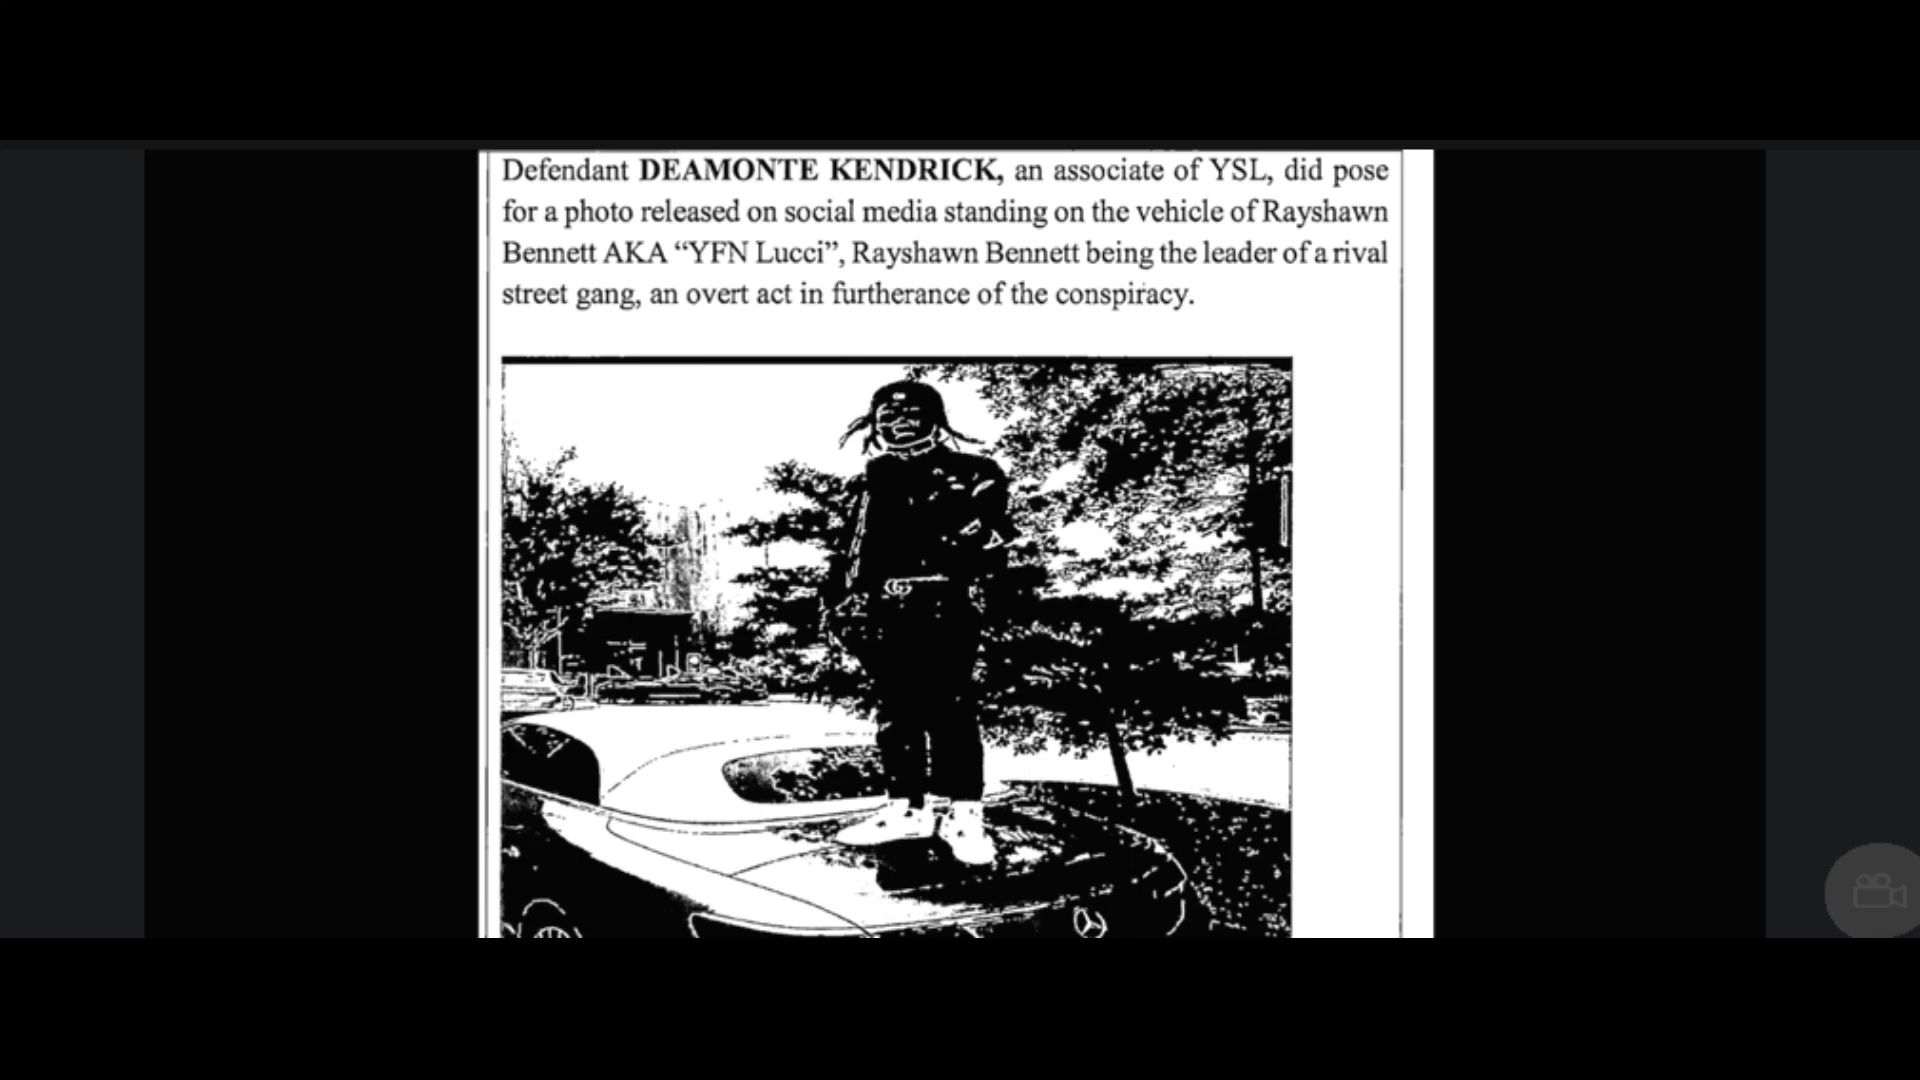 Defendant DEAMONTE KENDRICK, an associate of YSL, did pose
for a photo released on social media standing on the vehicle of Rayshawn
Bennett AKA “YFN Lucci”, Rayshawn Bennett being the leader of a rival
street gang, an overt act in furtherance of the conspiracy.